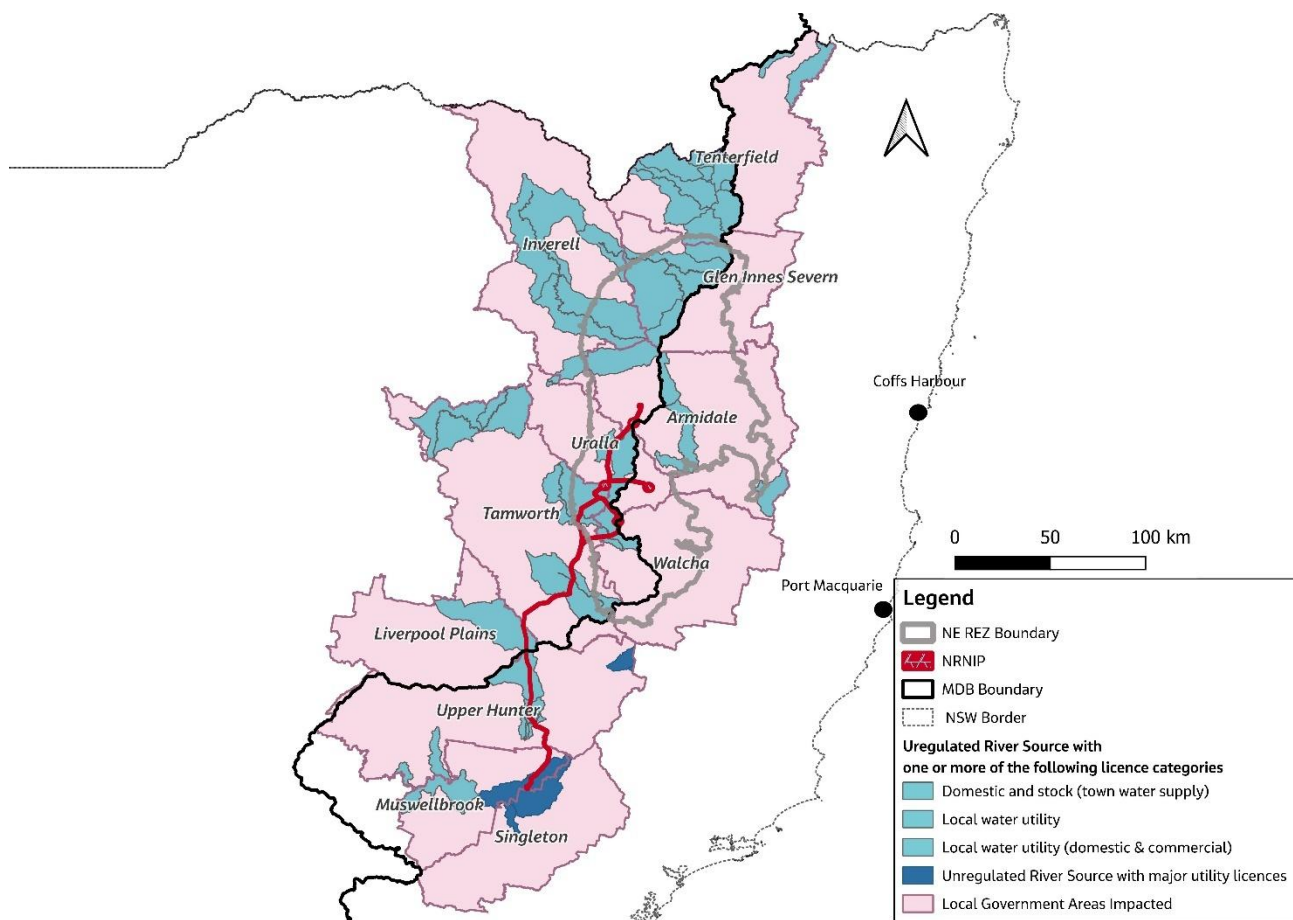 Tenterfield
Inverell
Glen Innes Severn
Coffs Harbour
Armidale
Uralla
Tamworth
0 50 100 km
Walcha
Port Macquarie
Liverpool Plains
Upper Hunter
Muswellbrook
Singleton
Legend
NE REZ Boundary
NRNIP
MDB Boundary
NSW Border
Uregulated River Source with
one or more of the following licence categories
Domestic and stock (town water supply)
Local water utility
Local water utility (domestic & commercial)
Unregulated River Source with major utility licences
Local Government Areas Impacted